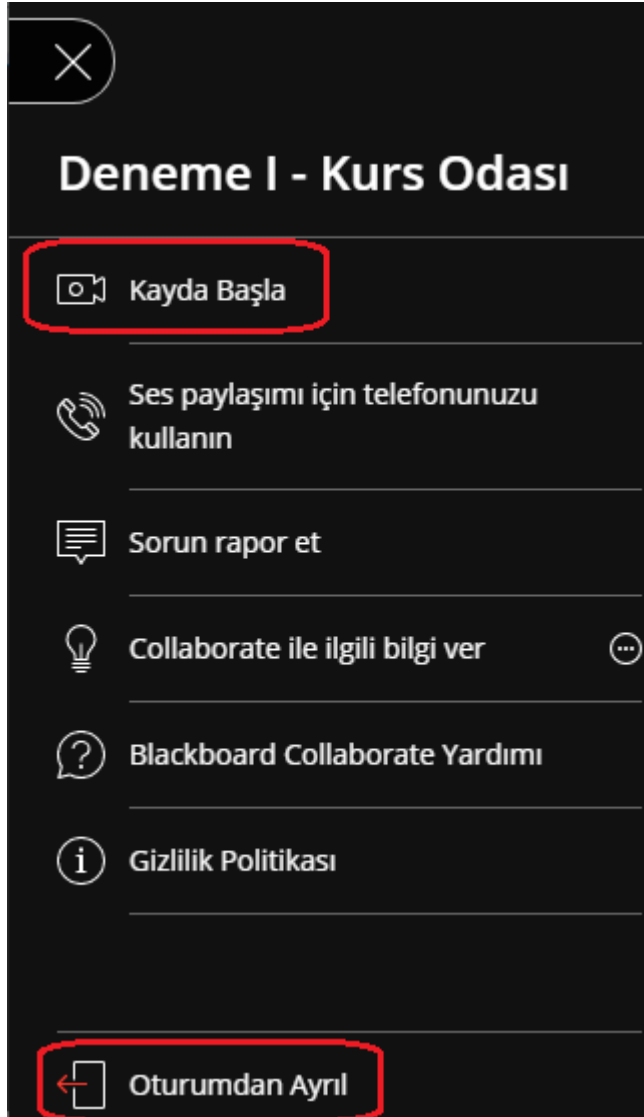 Deneme I - Kurs Odası
Kayda Başla
Ses paylaşımı için telefonunuzu
kullanın
Sorun rapor et
Collaborate ile ilgili bilgi ver
Blackboard Collaborate Yardımı
Gizlilik Politikası
Oturumdan Ayrıl